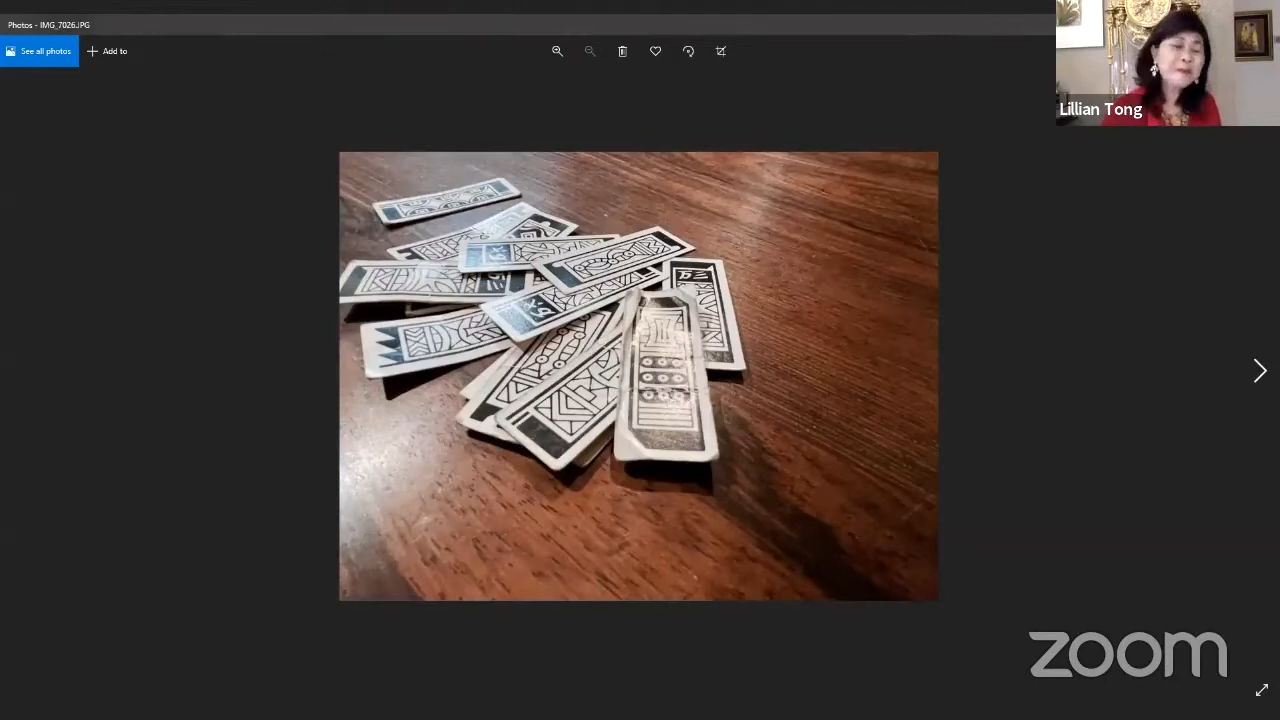 Photos - IMG_7026.JPG
See all photos
Add to
Lillian Tong
zoom